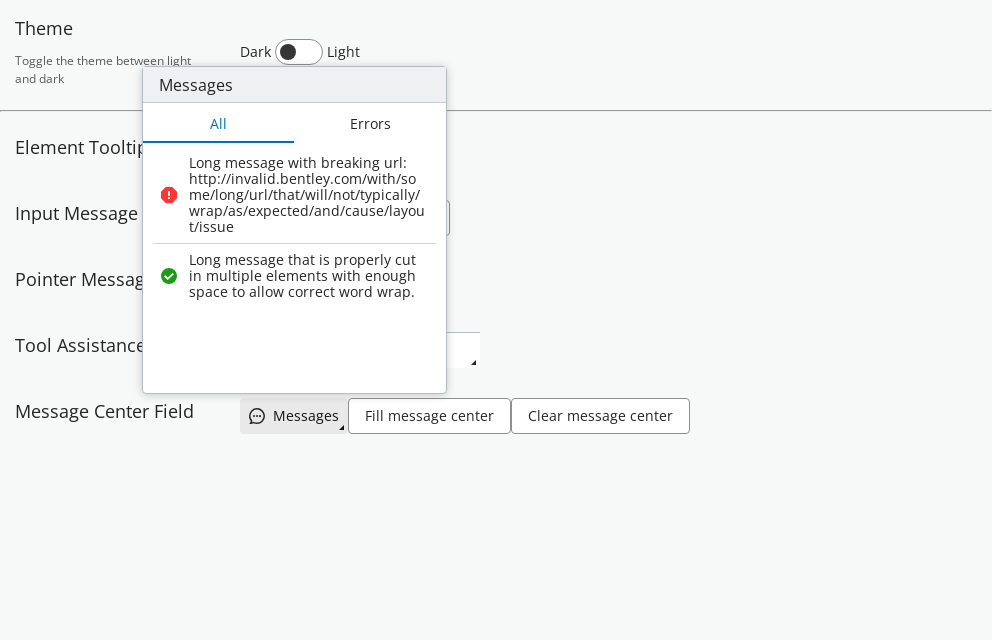 Theme
Toggle the theme between light
and dark
Dark
Light
Messages
All
Errors
Long message with breaking url:
http://invalid.bentley.com/with/so
me/long/url/that/will/not/typically/
wrap/as/expected/and/cause/layou
t/issue
Long message that is properly cut
in multiple elements with enough
space to allow correct word wrap.
Element Tooltip
Input Message
Pointer Messag
Tool Assistance
Message Center Field
Messages
Fill message center
Clear message center